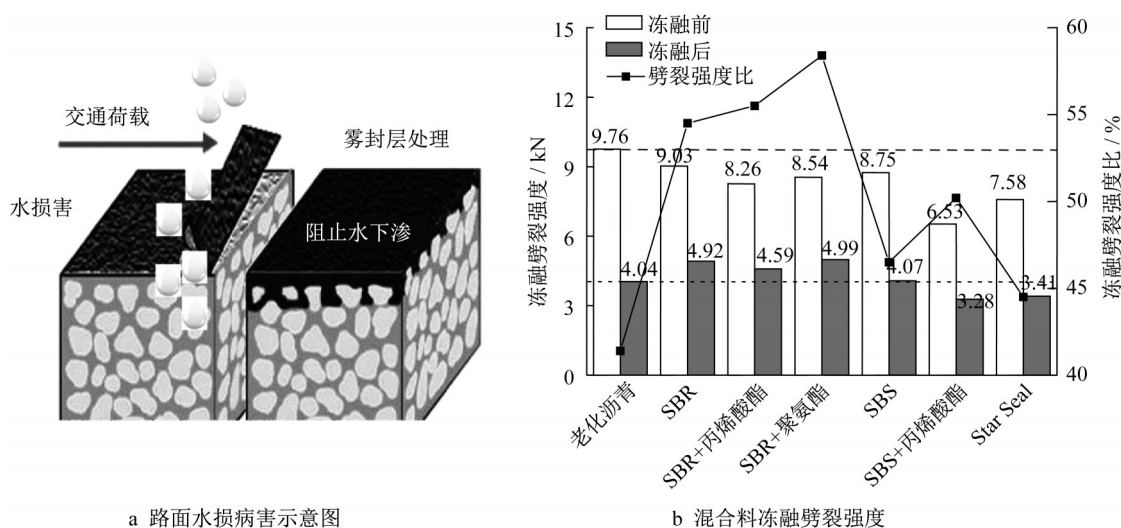 交通荷载
雾封层处理
水损害
阻止水下渗
a 路面水损病害示意图
冻融前
冻融后
劈裂强度比
冻融劈裂强度 / kN
15
12
9
6
3
0
9.76
9.03
8.26
8.54
8.75
6.53
7.58
4.04
4.92
4.59
4.99
4.07
3.28
3.41
60
55
50
45
40
冻融劈裂强度比 / %
老化沥青
SBR
SBR+丙烯酸酯
SBR+聚氨酯
SBS
SBS+丙烯酸酯
Star Seal
b 混合料冻融劈裂强度